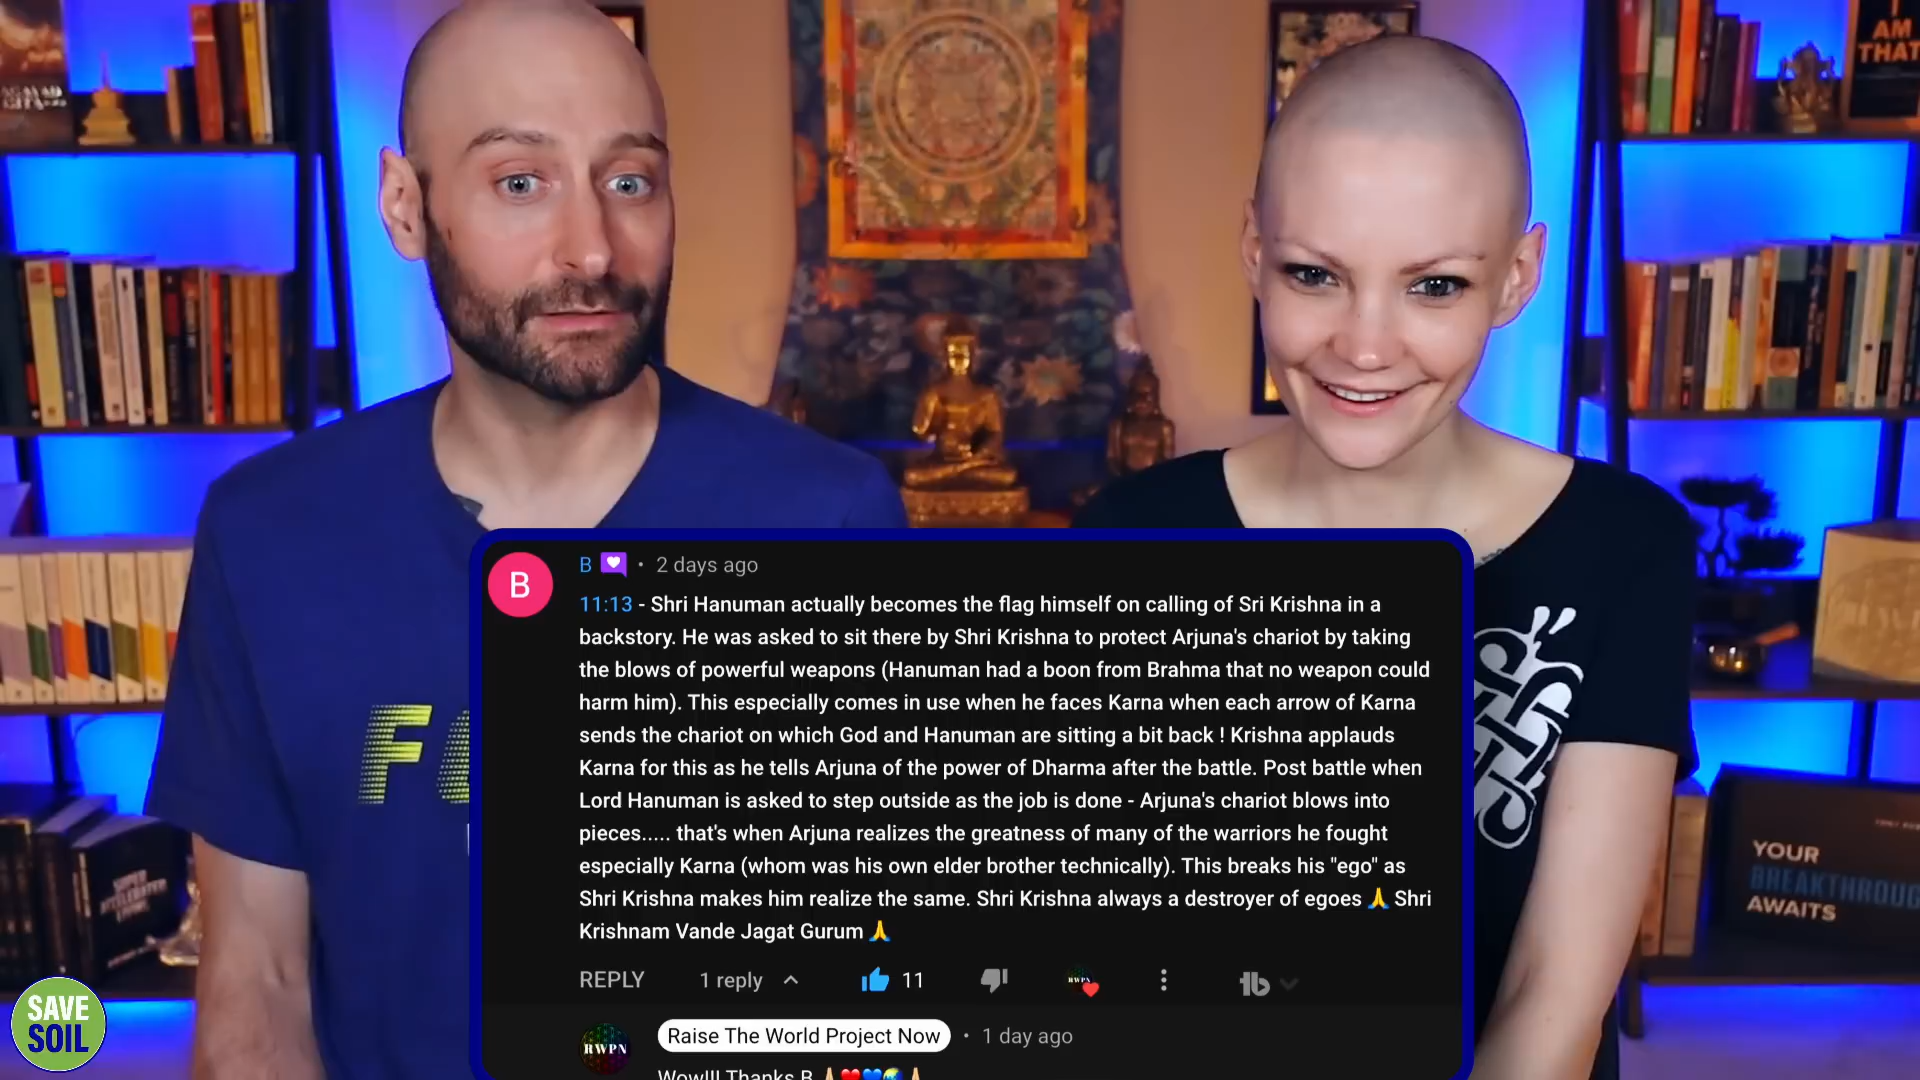 I
AM
THAT
B
B • 2 days ago
11:13 - Shri Hanuman actually becomes the flag himself on calling of Sri Krishna in a
backstory. He was asked to sit there by Shri Krishna to protect Arjuna's chariot by taking
the blows of powerful weapons (Hanuman had a boon from Brahma that no weapon could
harm him). This especially comes in use when he faces Karna when each arrow of Karna
sends the chariot on which God and Hanuman are sitting a bit back ! Krishna applauds
Karna for this as he tells Arjuna of the power of Dharma after the battle. Post battle when
Lord Hanuman is asked to step outside as the job is done - Arjuna's chariot blows into
pieces..... that's when Arjuna realizes the greatness of many of the warriors he fought
especially Karna (whom was his own elder brother technically). This breaks his "ego" as
Shri Krishna makes him realize the same. Shri Krishna always a destroyer of egoes 🙏 Shri
Krishnam Vande Jagat Gurum 🙏
REPLY 1 reply 11
RWPN
Raise The World Project Now • 1 day ago
Wow!!! Thanks B 🙏❤️💙🌏🙏
SAVE
SOIL
YOUR
BREAKTHROUG
AWAITS